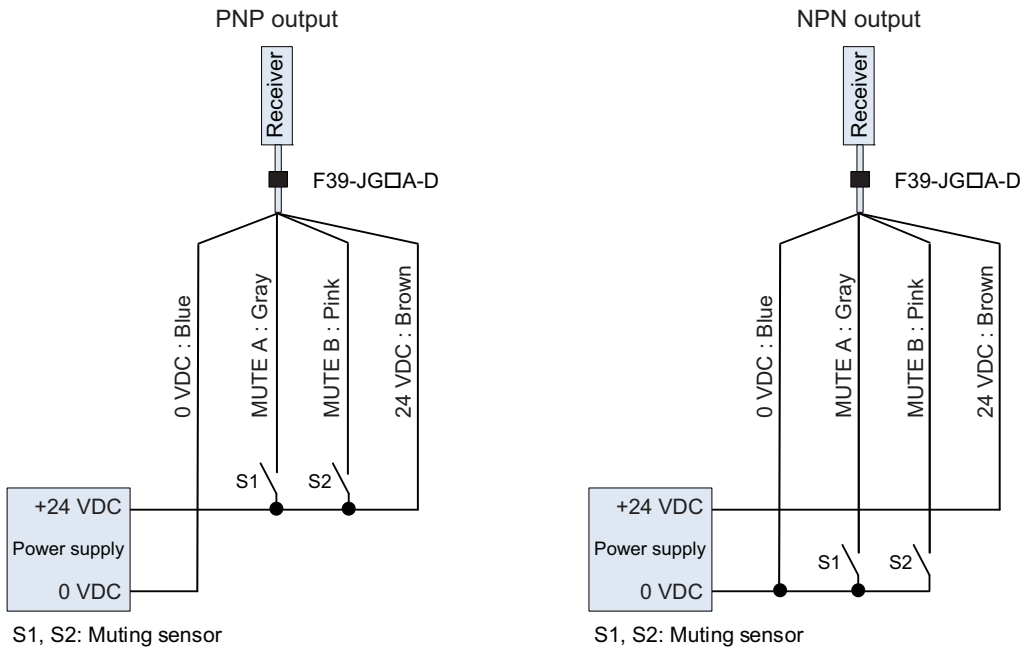 PNP output
Receiver
F39-JG□A-D
0 VDC : Blue
MUTE A : Gray
MUTE B : Pink
24 VDC : Brown
S1
S2
+24 VDC
Power supply
0 VDC
S1, S2: Muting sensor
NPN output
Receiver
F39-JG□A-D
0 VDC : Blue
MUTE A : Gray
MUTE B : Pink
24 VDC : Brown
+24 VDC
Power supply
S1
S2
0 VDC
S1, S2: Muting sensor